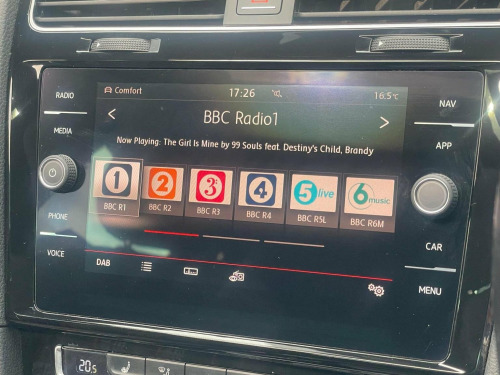 Comfort 17:26 16.5°C
RADIO
NAV
BBC Radio1
MEDIA
APP
Now Playing: The Girl Is Mine by 99 Souls feat. Destiny's Child, Brandy
1 2 3 4 5 live 6 music
BBC R1 BBC R2 BBC R3 BBC R4 BBC R5L BBC R6M
PHONE
CAR
VOICE
DAB
MENU
20.5